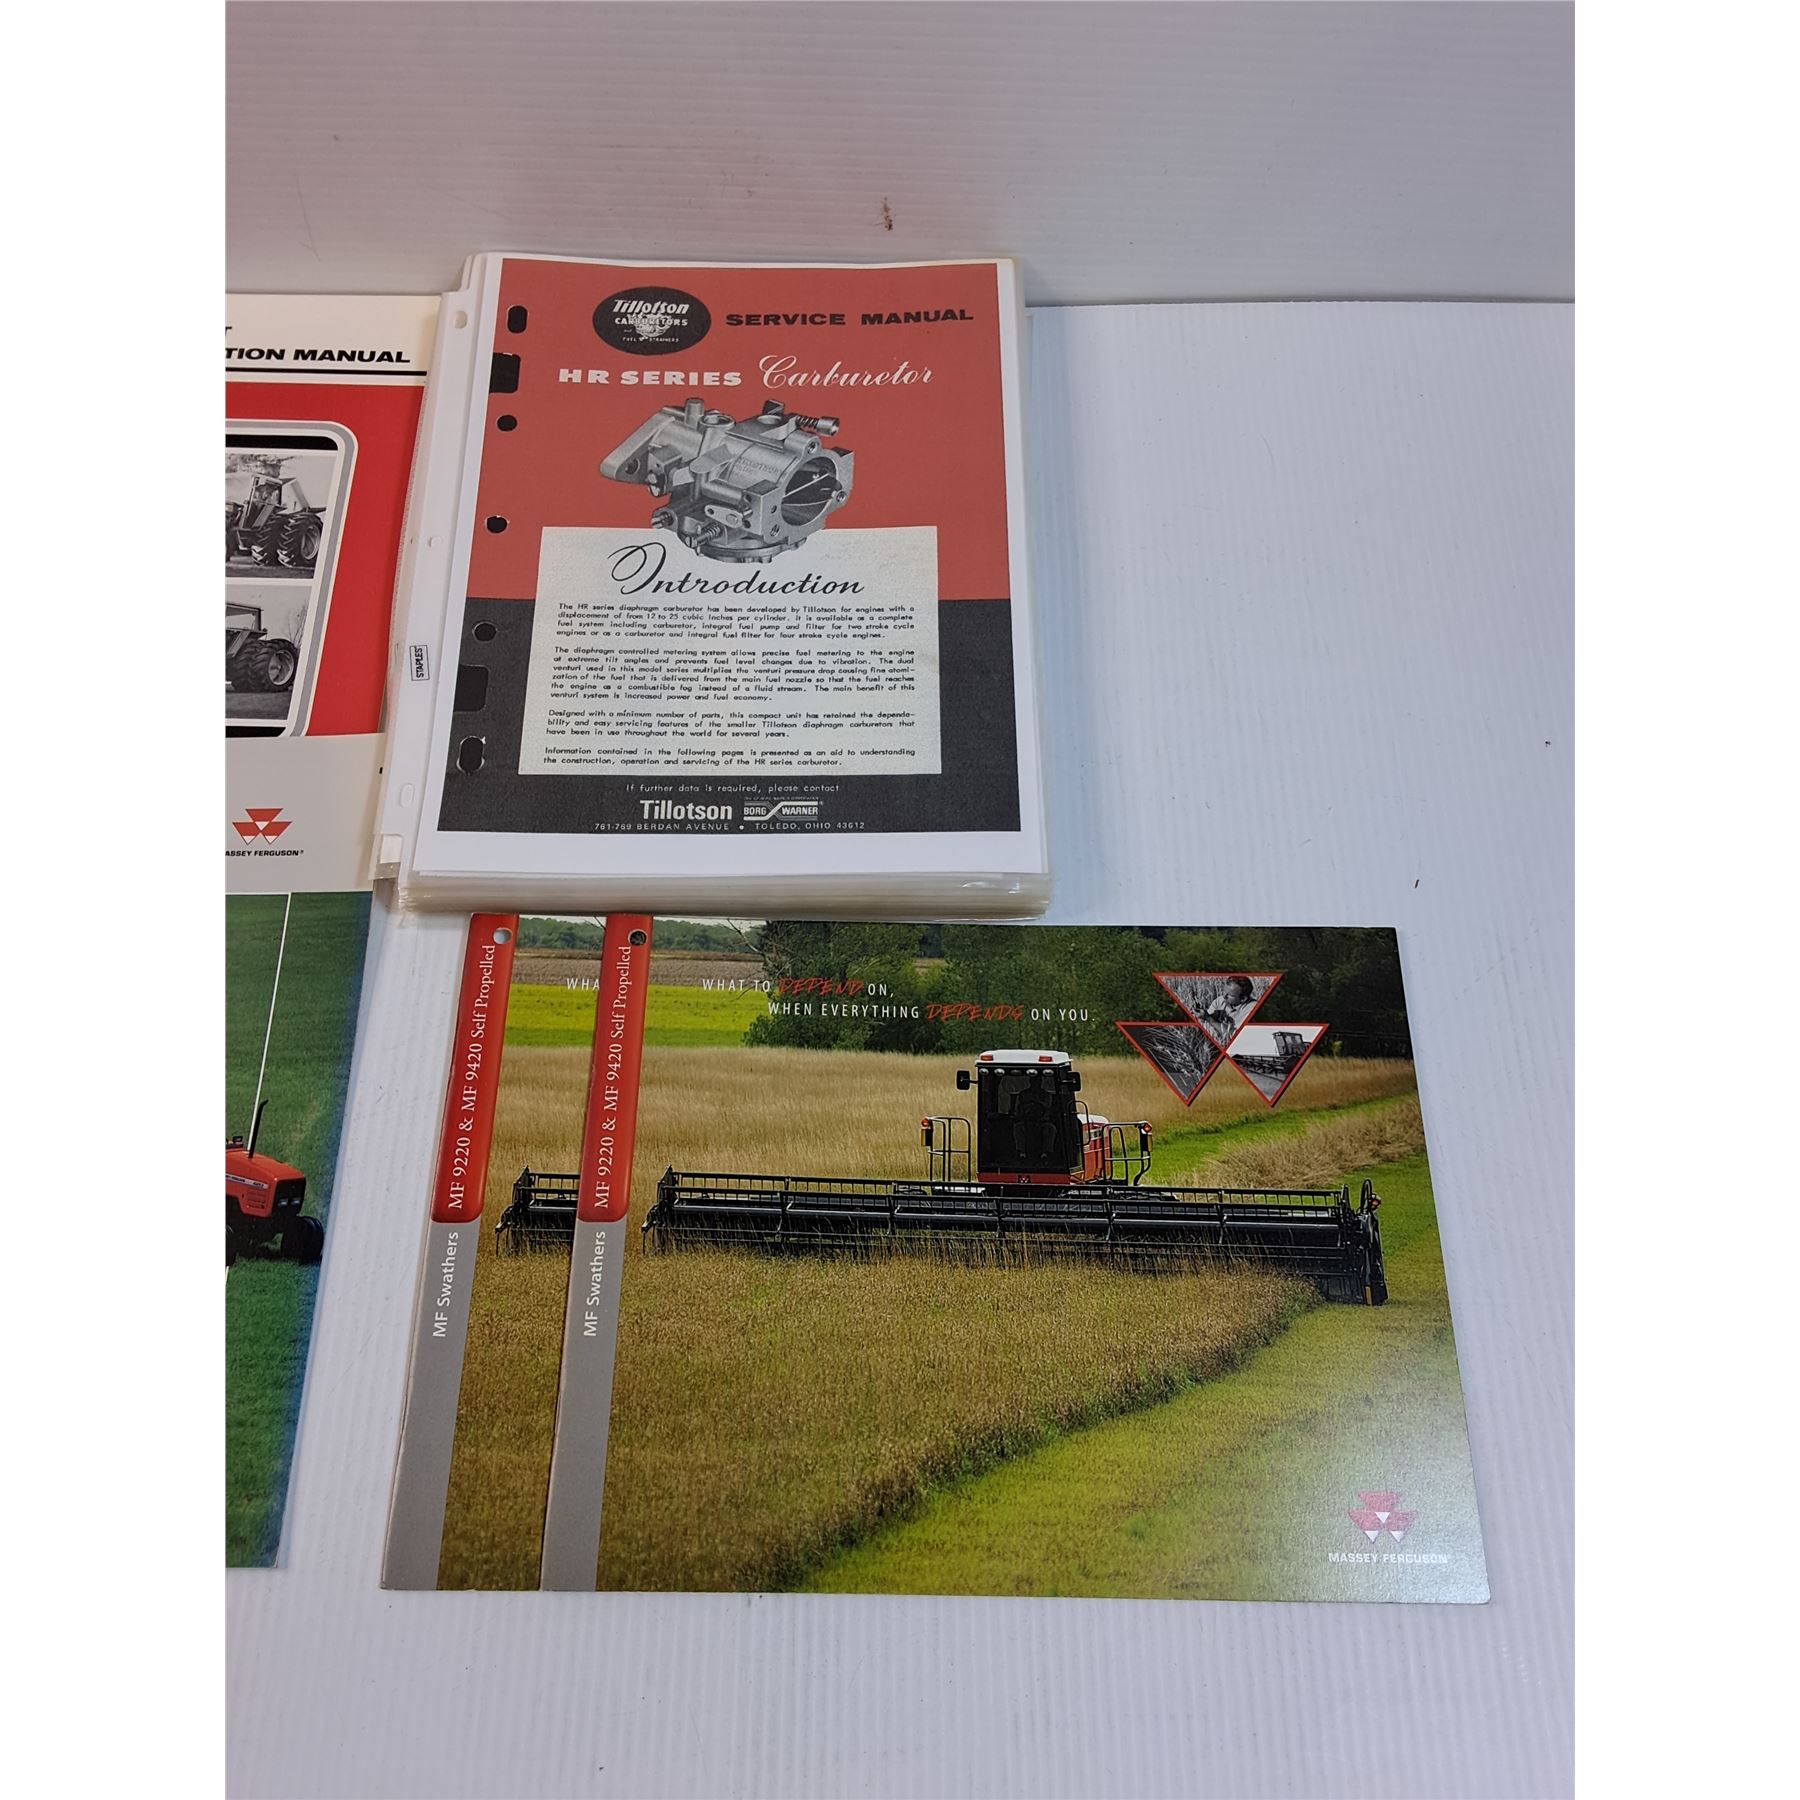 TION MANUAL
ASSEY FERGUSON®
STAPLES
Tillotson
CARBURETORS
FUEL STRAINERS
SERVICE MANUAL
HR SERIES Carburetor
TILLOTSON
Introduction
The HR series diaphragm carburetor has been developed by Tillotson for engines with a
displacement of from 12 to 25 cubic inches per cylinder. It is available as a complete
fuel system including carburetor, integral fuel pump and filter for two stroke cycle
engines or as a carburetor and integral fuel filter for four stroke cycle engines.
The diaphragm controlled metering system allows precise fuel metering to the engine
at extreme tilt angles and prevents fuel level changes due to vibration. The dual
venturi used in this model series multiplies the venturi pressure drop causing fine atomi-
zation of the fuel that is delivered from the main fuel nozzle so that the fuel reaches
the engine as a combustible fog instead of a fluid stream. The main benefit of this
venturi system is increased power and fuel economy.
Designed with a minimum number of parts, this compact unit has retained the dependa-
bility and easy servicing features of the smaller Tillotson diaphragm carburetors that
have been in use throughout the world for several years.
Information contained in the following pages is presented as an aid to understanding
the construction, operation and servicing of the HR series carburetor.
If further data is required, please contact
Tillotson BORG WARNER®
761-769 BERDAN AVENUE • TOLEDO, OHIO 43612
MF Swathers MF 9220 & MF 9420 Self Propelled
WHA
MF Swathers MF 9220 & MF 9420 Self Propelled
WHAT TO DEPEND ON,
WHEN EVERYTHING DEPENDS ON YOU.
MASSEY FERGUSON